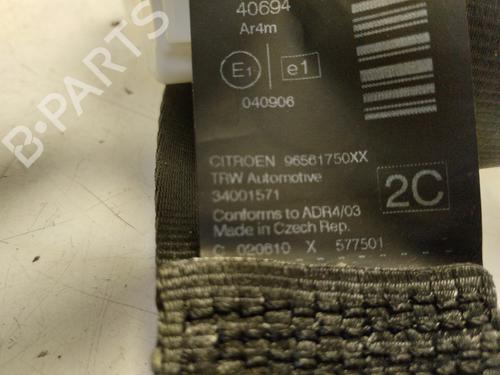 40694
Ar4m
E1 e1
040906
CITROEN 96561750XX
TRW Automotive
34001571
2C
Conforms to ADR4/03
Made in Czech Rep.
C 020610 X 577501
B-PARTS